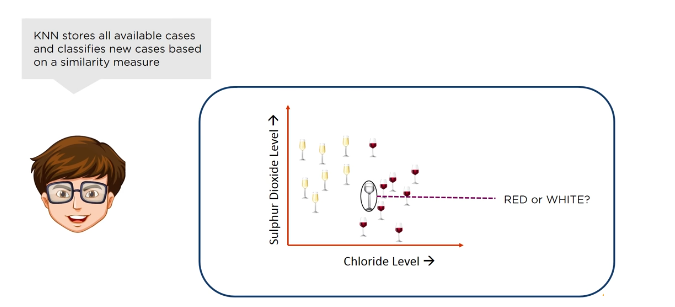 KNN stores all available cases
and classifies new cases based
on a similarity measure
Sulphur Dioxide Level →
RED or WHITE?
Chloride Level →